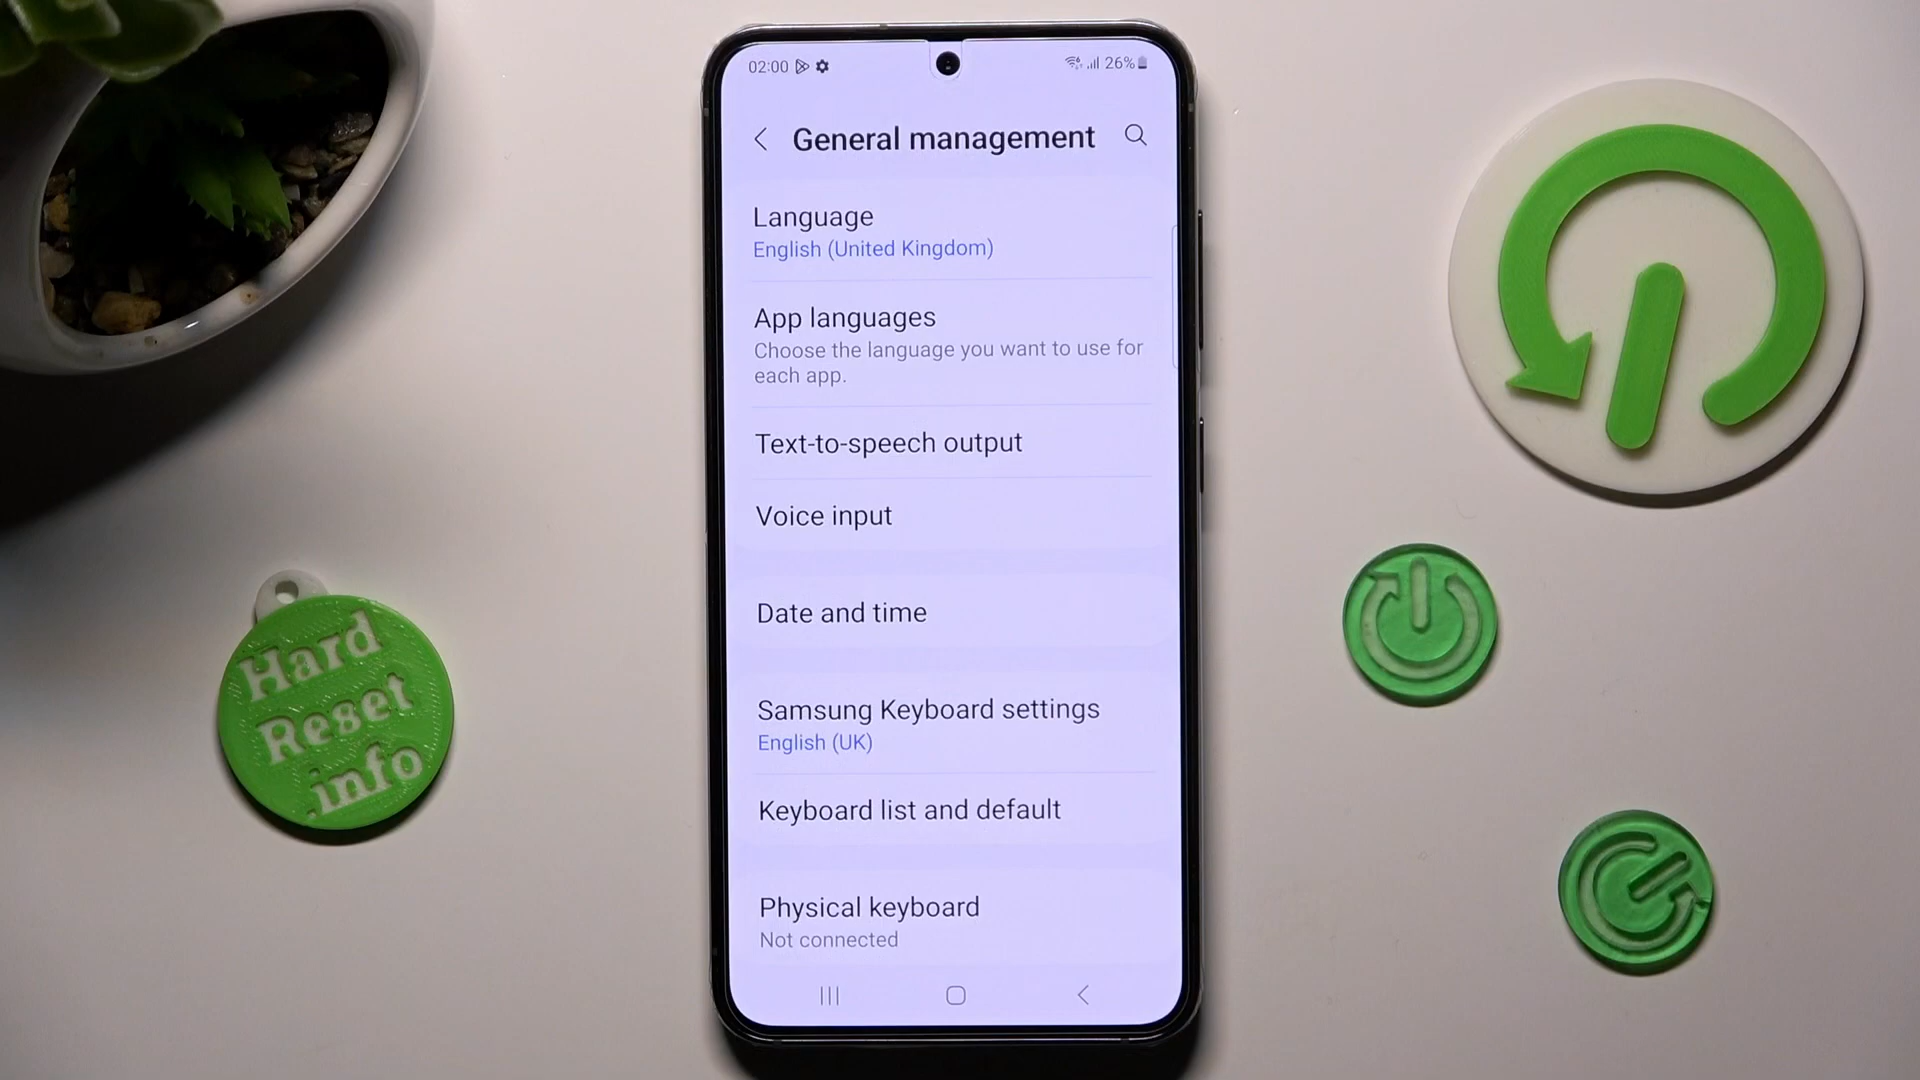 02:00
26%
General management
Language
English (United Kingdom)
App languages
Choose the language you want to use for
each app.
Text-to-speech output
Voice input
Date and time
Samsung Keyboard settings
English (UK)
Keyboard list and default
Physical keyboard
Not connected
Hard
Reset
.info